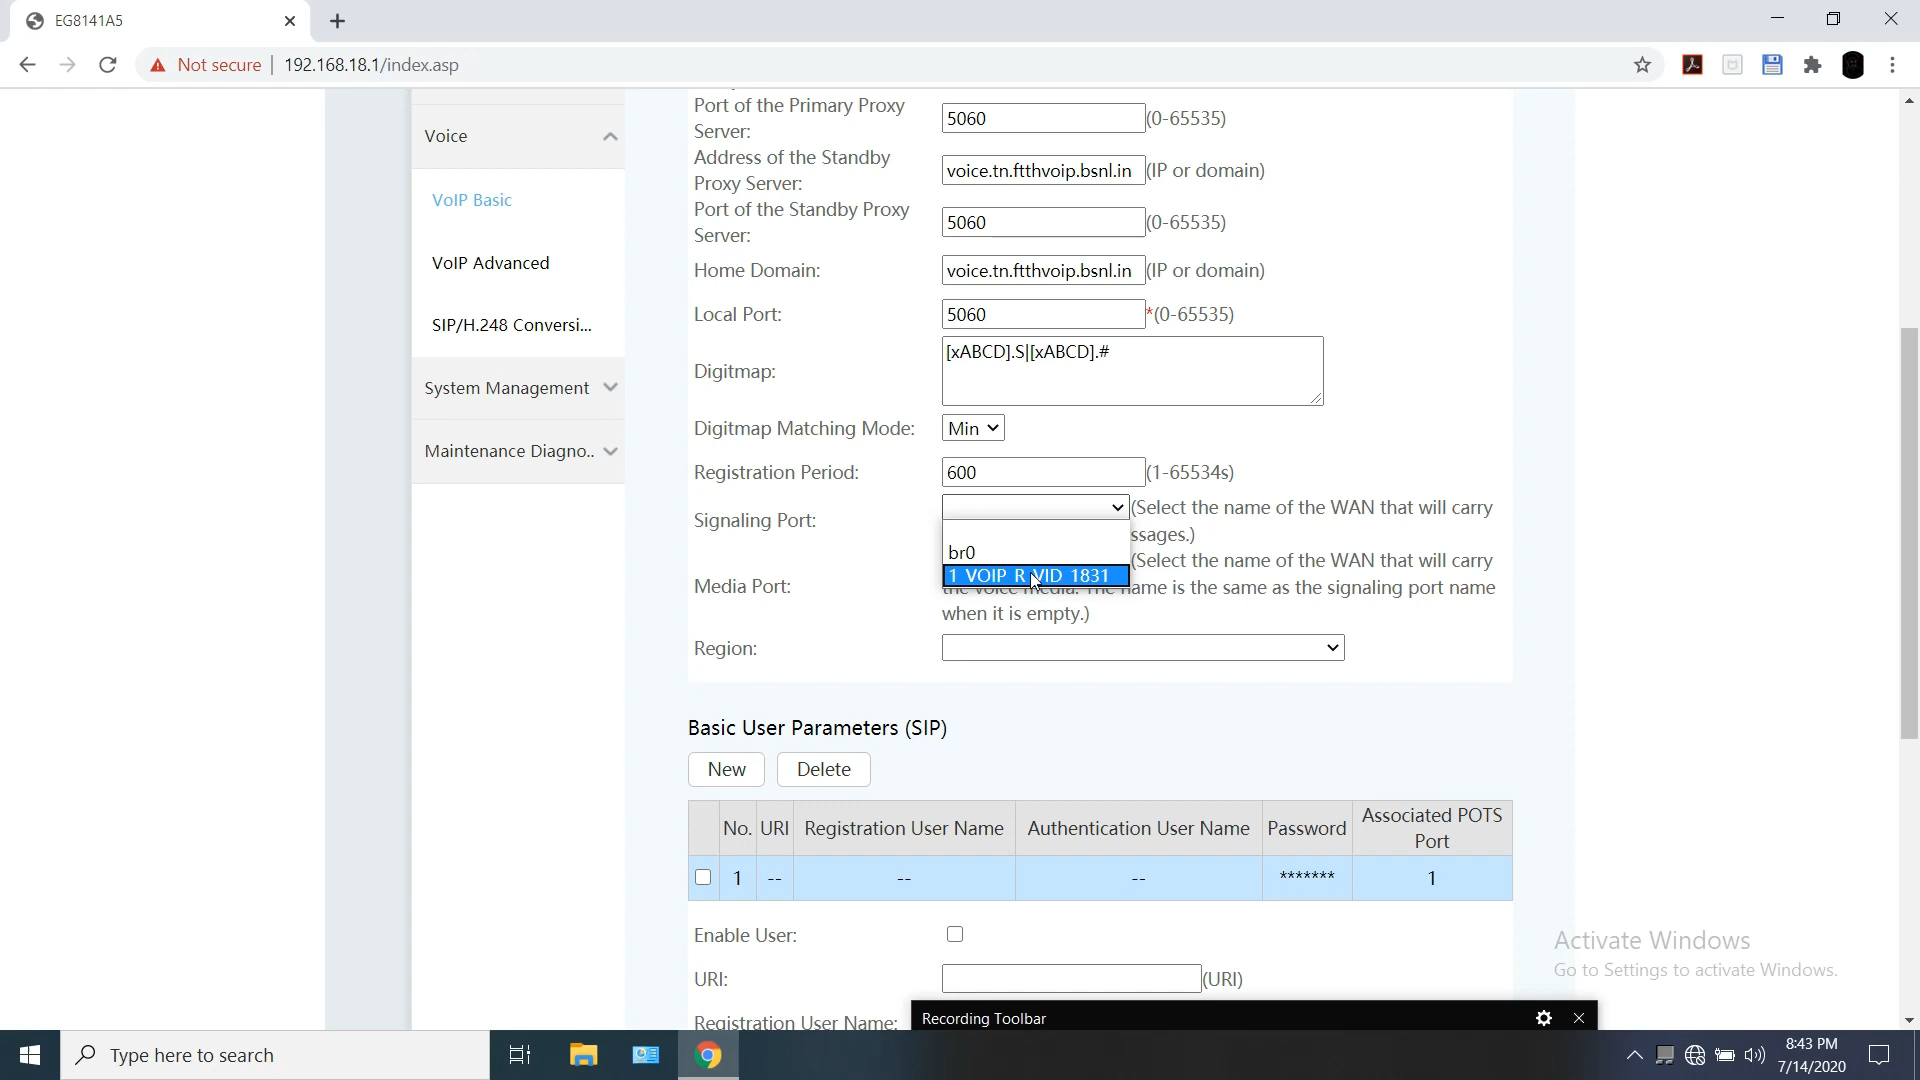 EG8141A5
Not secure
192.168.18.1/index.asp
Voice
VoIP Basic
VoIP Advanced
SIP/H.248 Conversi...
System Management
Maintenance Diagno..
Port of the Primary Proxy
Server:
5060
(0-65535)
Address of the Standby
Proxy Server:
voice.tn.ftthvoip.bsnl.in
(IP or domain)
Port of the Standby Proxy
Server:
5060
(0-65535)
Home Domain:
voice.tn.ftthvoip.bsnl.in
(IP or domain)
Local Port:
5060
*(0-65535)
Digitmap:
[xABCD].S|[xABCD].#
Digitmap Matching Mode:
Min
Registration Period:
600
(1-65534s)
Signaling Port:
(Select the name of the WAN that will carry
ssages.)
br0
1_VOIP_R_VID_1831
Media Port:
(Select the name of the WAN that will carry
the voice media. The name is the same as the signaling port name
when it is empty.)
Region:
Basic User Parameters (SIP)
New
Delete
No.
URI
Registration User Name
Authentication User Name
Password
Associated POTS
Port
1
--
--
--
*******
1
Enable User:
URI:
(URI)
Registration User Name:
Activate Windows
Go to Settings to activate Windows.
Recording Toolbar
Type here to search
8:43 PM
7/14/2020